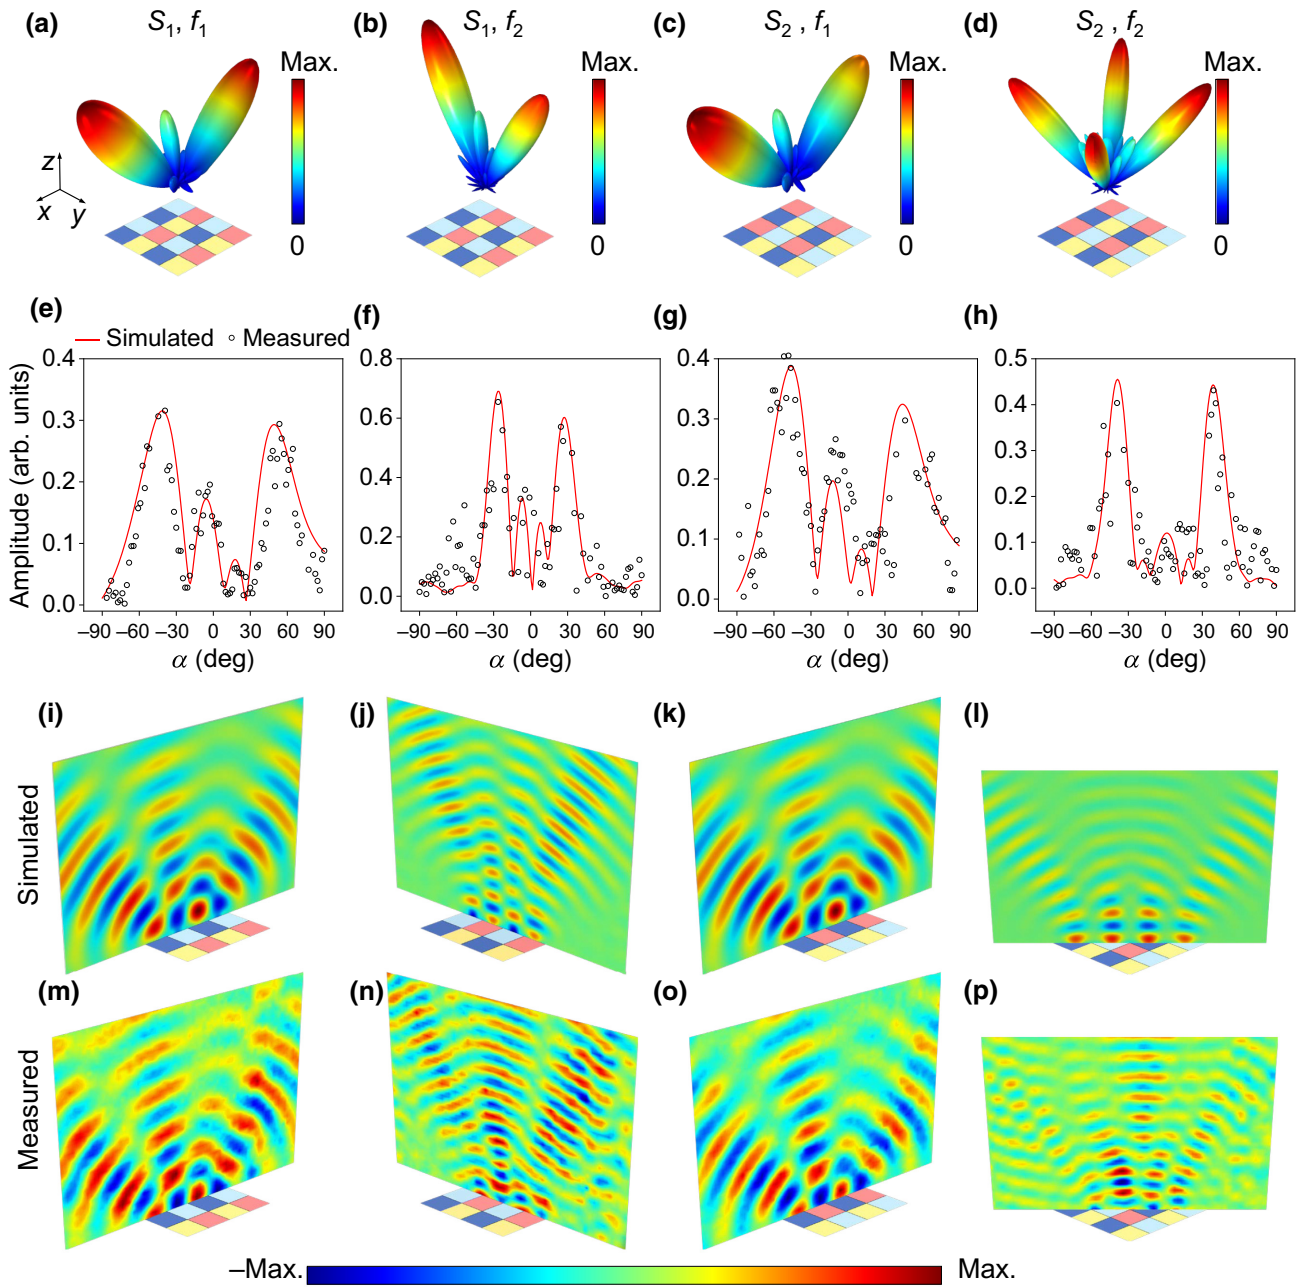 (a) S1, f1
(b) S1, f2
(c) S2 , f1
(d) S2 , f2
Max. Max. Max. Max.
z
x y
0 0 0 0
(e) (f) (g) (h)
Simulated Measured
Amplitude (arb. units)
0.4 0.8 0.4 0.5
0.3 0.6 0.3 0.4
0.2 0.4 0.2 0.3
0.1 0.2 0.1 0.2
0.0 0.0 0.0 0.1
0.0
–90 –60 –30 0 30 60 90
–90 –60 –30 0 30 60 90
–90 –60 –30 0 30 60 90
–90 –60 –30 0 30 60 90
α (deg) α (deg) α (deg) α (deg)
(i) (j) (k) (l)
Simulated
(m) (n) (o) (p)
Measured
–Max. Max.